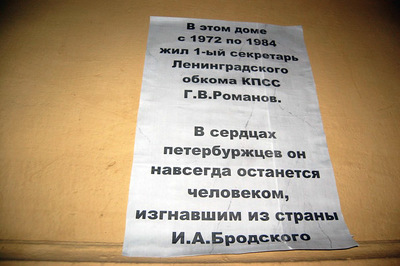 В этом доме
с 1972 по 1984
жил 1-ый секретарь
Ленинградского
обкома КПСС
Г.В.Романов.
В сердцах
петербуржцев он
навсегда останется
человеком,
изгнавшим из страны
И.А.Бродского